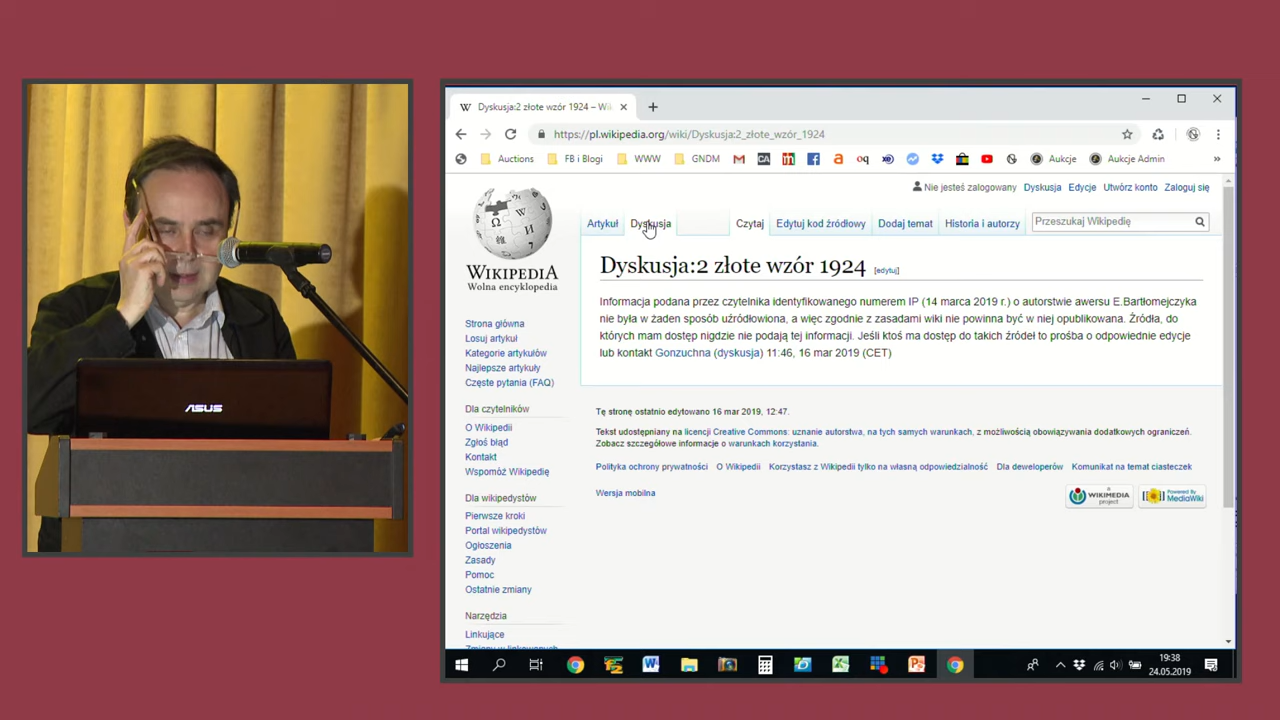 ASUS
Dyskusja:2 złote wzór 1924 – Wi
https://pl.wikipedia.org/wiki/Dyskusja:2_złote_wzór_1924
Auctions FB i Blogi WWW GNDM Aukcje Aukcje Admin
Nie jesteś zalogowany Dyskusja Edycje Utwórz konto Zaloguj się
Artykuł Dyskusja Czytaj Edytuj kod źródłowy Dodaj temat Historia i autorzy Przeszukaj Wikipedię
WIKIPEDIA
Wolna encyklopedia
Strona główna
Losuj artykuł
Kategorie artykułów
Najlepsze artykuły
Częste pytania (FAQ)
Dla czytelników
O Wikipedii
Zgłoś błąd
Kontakt
Wspomóż Wikipedię
Dla wikipedystów
Pierwsze kroki
Portal wikipedystów
Ogłoszenia
Zasady
Pomoc
Ostatnie zmiany
Narzędzia
Linkujące
Dyskusja:2 złote wzór 1924 [edytuj]
Informacja podana przez czytelnika identyfikowanego numerem IP (14 marca 2019 r.) o autorstwie awersu E.Bartłomejczyka
nie była w żaden sposób uźródłowiona, a więc zgodnie z zasadami wiki nie powinna być w niej opublikowana. Źródła, do
których mam dostęp nigdzie nie podają tej informacji. Jeśli ktoś ma dostęp do takich źródeł to prośba o odpowiednie edycje
lub kontakt Gonzuchna (dyskusja) 11:46, 16 mar 2019 (CET)
Tę stronę ostatnio edytowano 16 mar 2019, 12:47.
Tekst udostępniany na licencji Creative Commons: uznanie autorstwa, na tych samych warunkach, z możliwością obowiązywania dodatkowych ograniczeń.
Zobacz szczegółowe informacje o warunkach korzystania.
Polityka ochrony prywatności O Wikipedii Korzystasz z Wikipedii tylko na własną odpowiedzialność Dla deweloperów Komunikat na temat ciasteczek
Wersja mobilna
a
WIKIMEDIA
project
Powered By
MediaWiki
19:38
24.05.2019